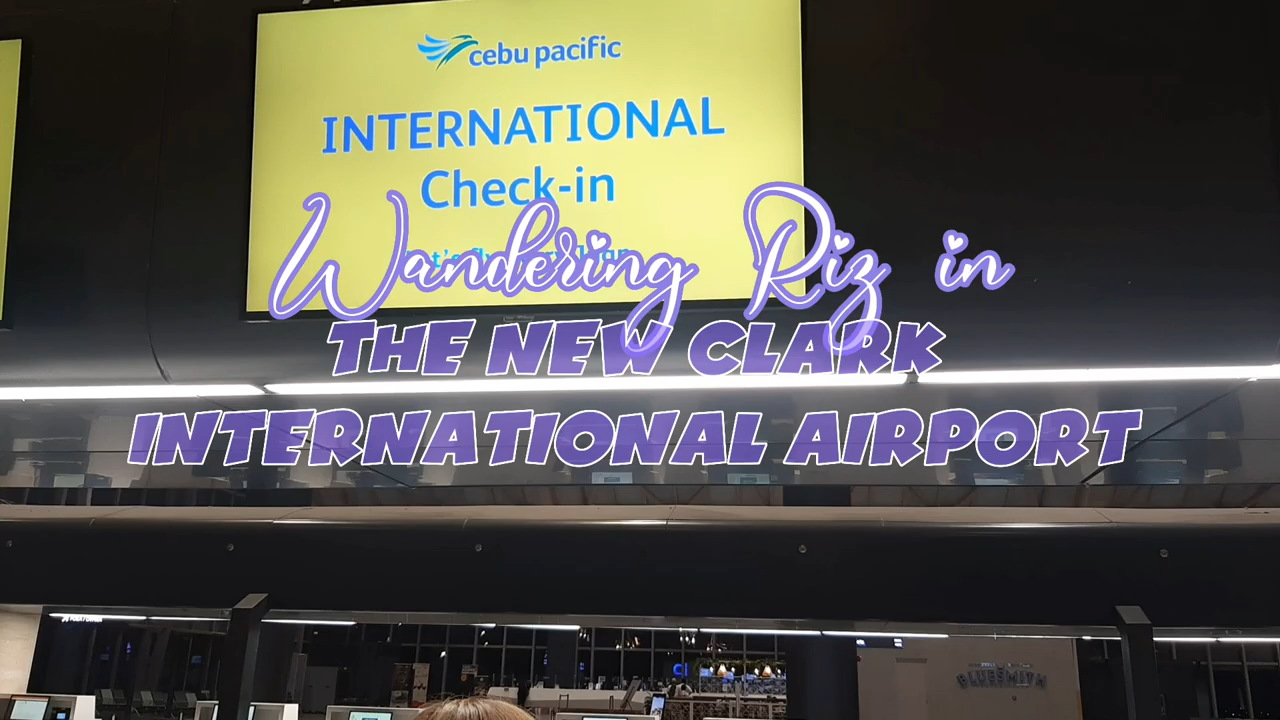 cebu pacific
INTERNATIONAL
Check-in
Wandering Riz in
THE NEW CLARK
INTERNATIONAL AIRPORT
BLUESMITH